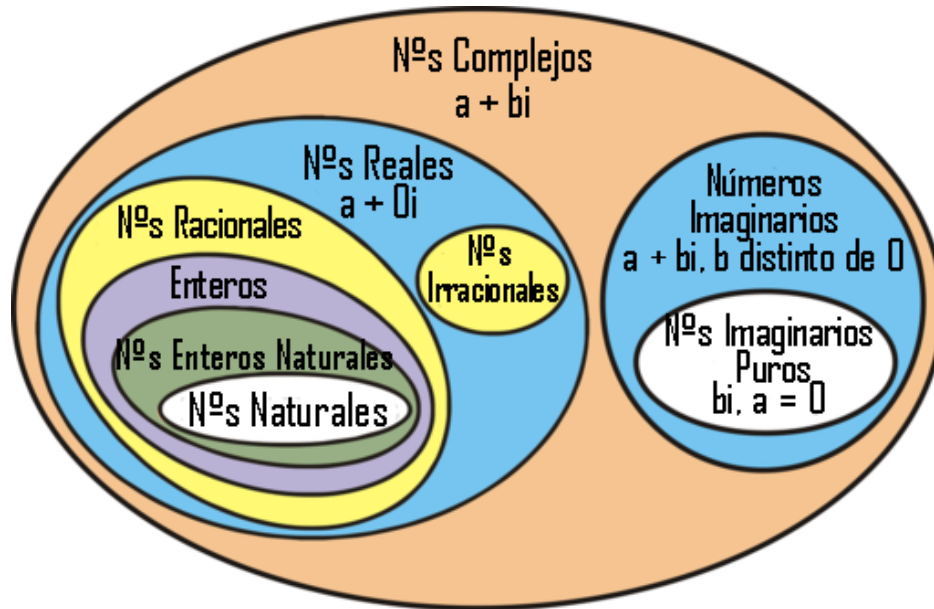 Nºs Complejos
a + bi
Nºs Reales
a + 0i
Nºs Racionales
Enteros
Nºs Enteros Naturales
Nºs Naturales
Nºs
Irracionales
Números
Imaginarios
a + bi, b distinto de 0
Nºs Imaginarios
Puros
bi, a = 0